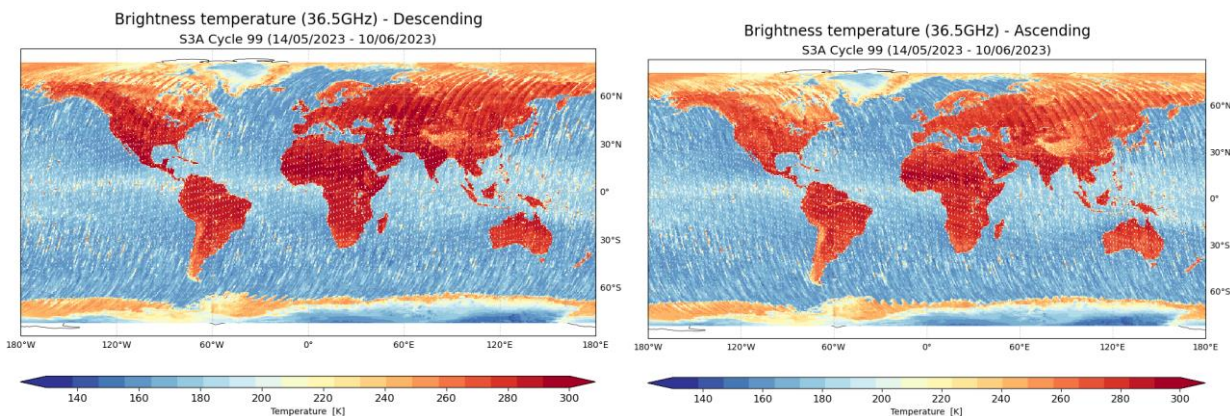 Brightness temperature (36.5GHz) - Descending
S3A Cycle 99 (14/05/2023 - 10/06/2023)
60°N
30°N
0°
30°S
60°S
180°W 120°W 60°W 0° 60°E 120°E 180°E
140 160 180 200 220 240 260 280 300
Temperature [K]
Brightness temperature (36.5GHz) - Ascending
S3A Cycle 99 (14/05/2023 - 10/06/2023)
60°N
30°N
0°
30°S
60°S
180°W 120°W 60°W 0° 60°E 120°E 180°E
140 160 180 200 220 240 260 280 300
Temperature [K]